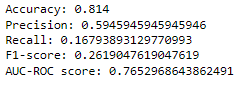 Accuracy: 0.814
Precision: 0.5945945945945946
Recall: 0.16793893129770993
F1-score: 0.2619047619047619
AUC-ROC score: 0.7652968643862491